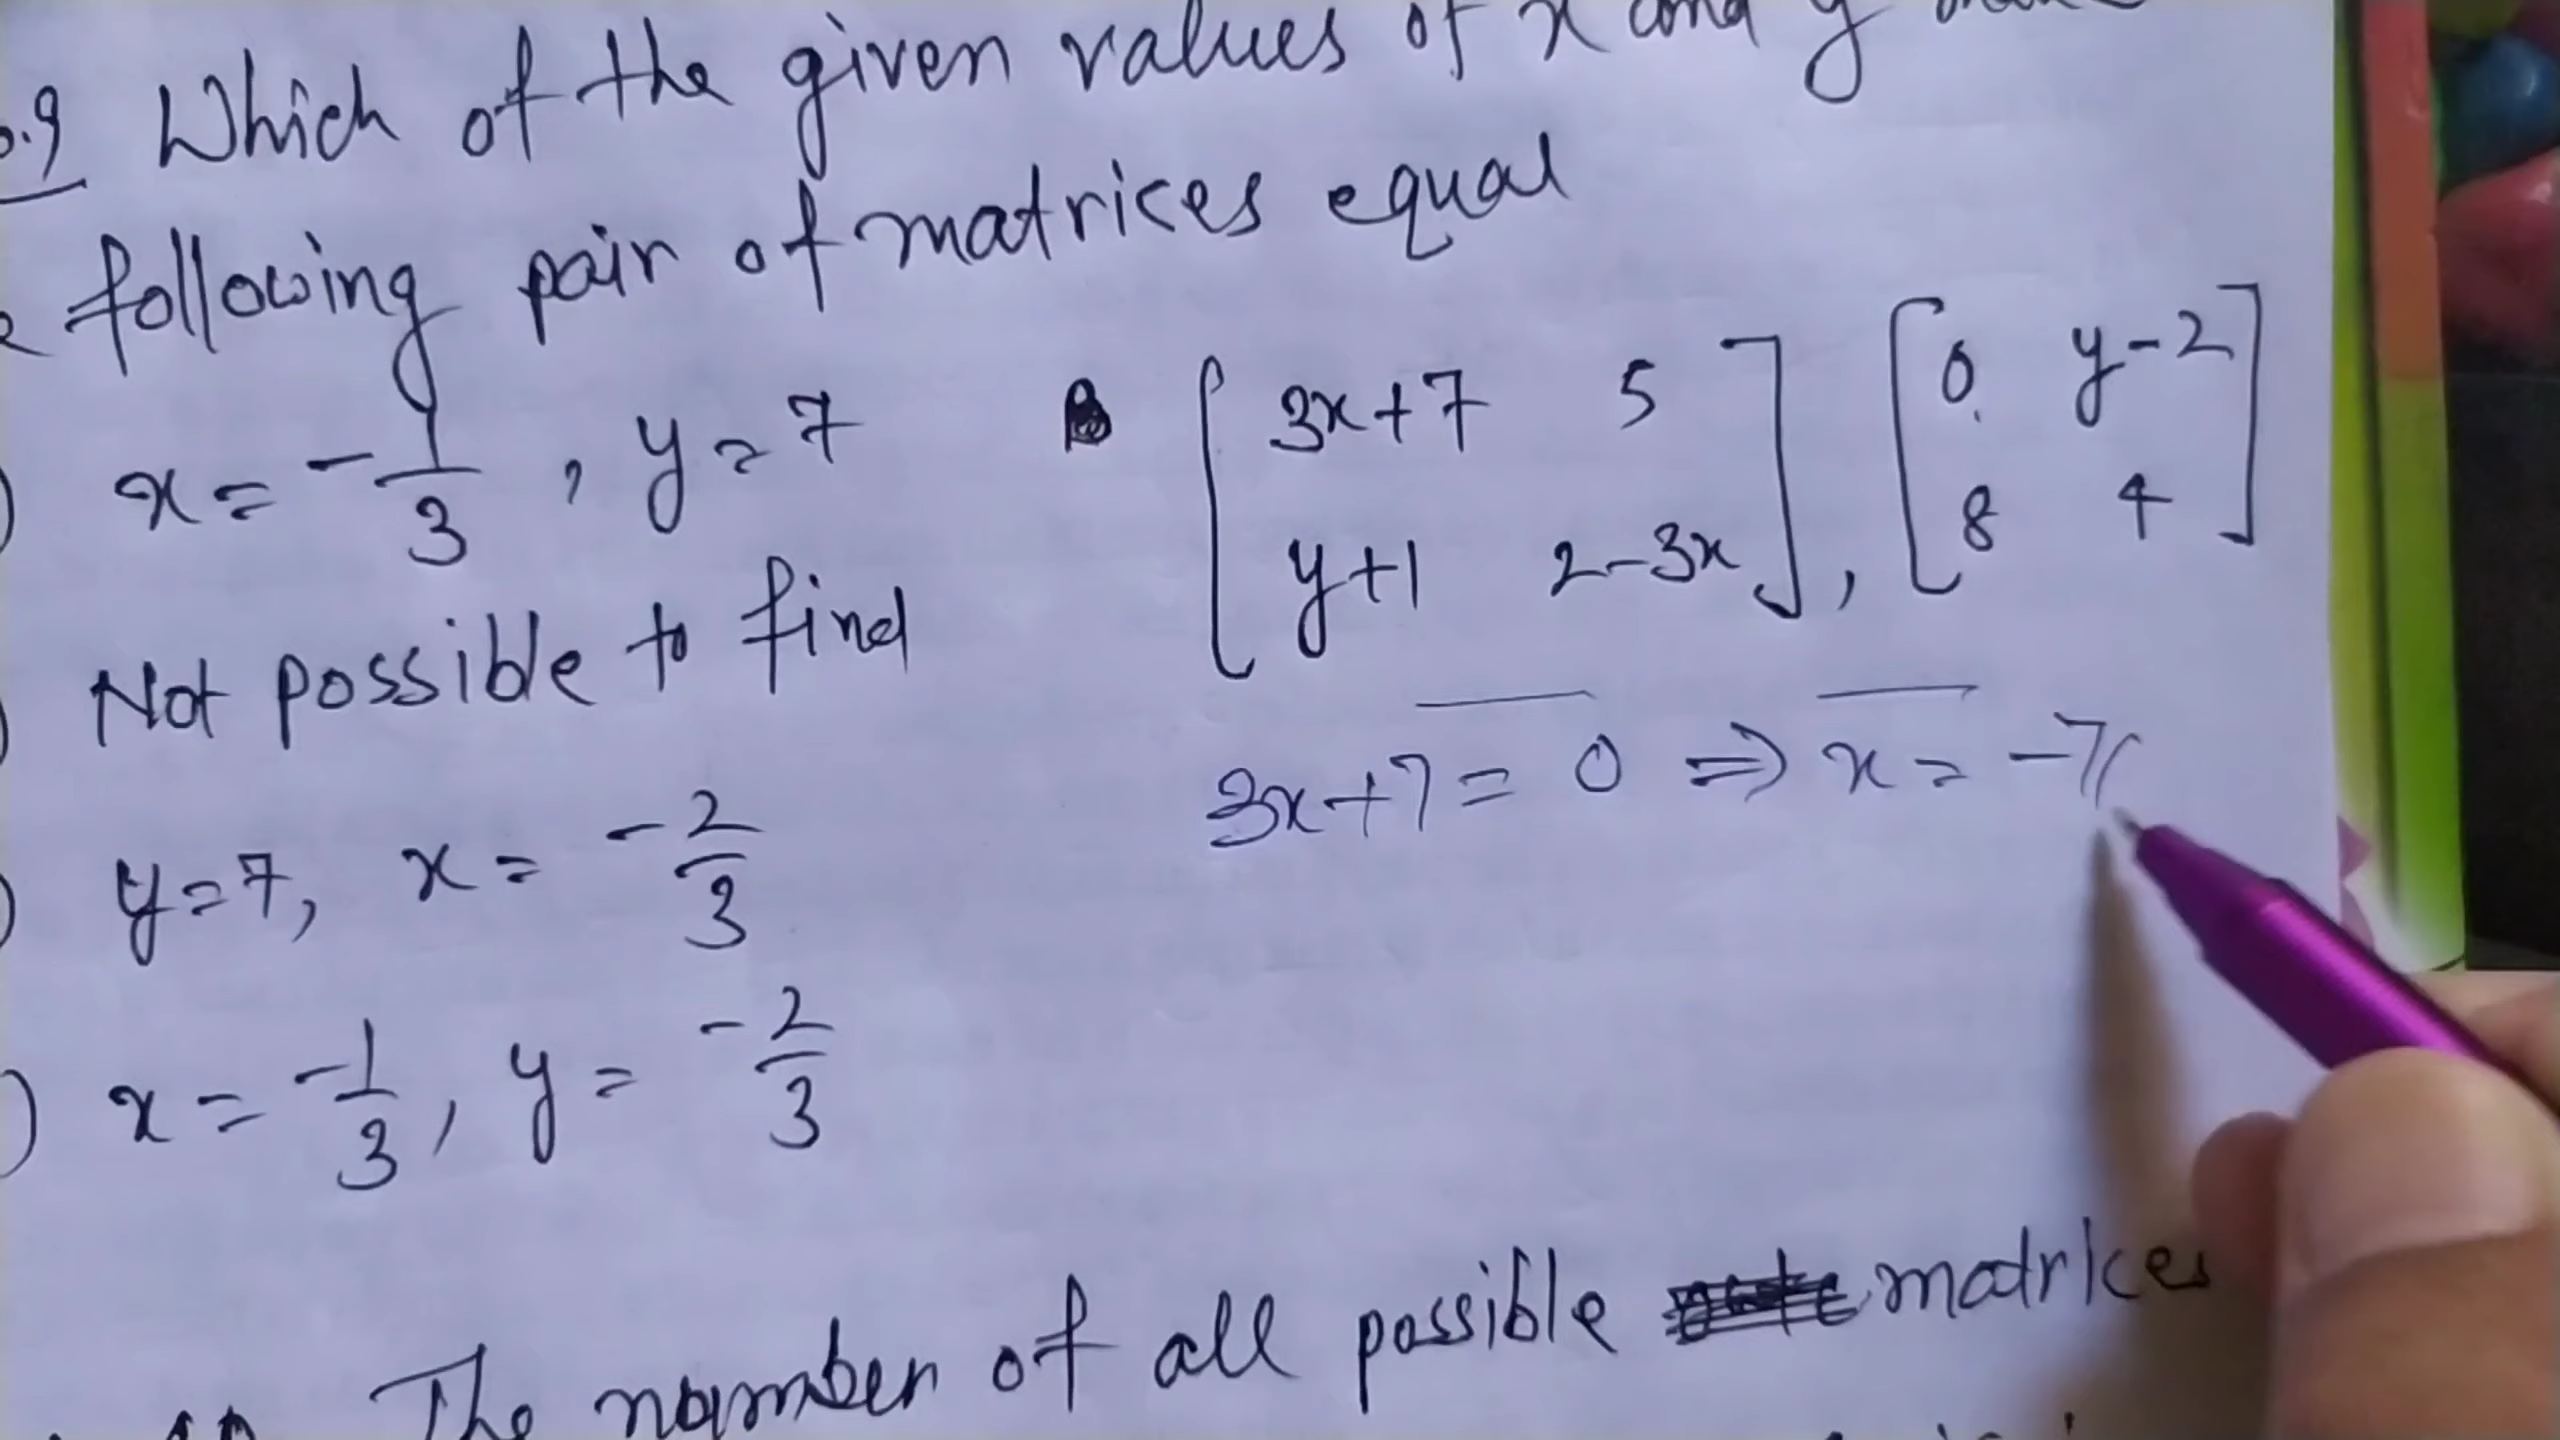 .9 Which of the given values of x and y
following pair of matrices equal
x = -1/3 , y = 7
[3x+7 5
y+1 2-3x] , [0 y-2
8 4]
Not possible to find
3x+7 = 0 ⇒ x = -7/
y=7, x = -2/3
) x = -1/3 , y = -2/3
The number of all possible matrices